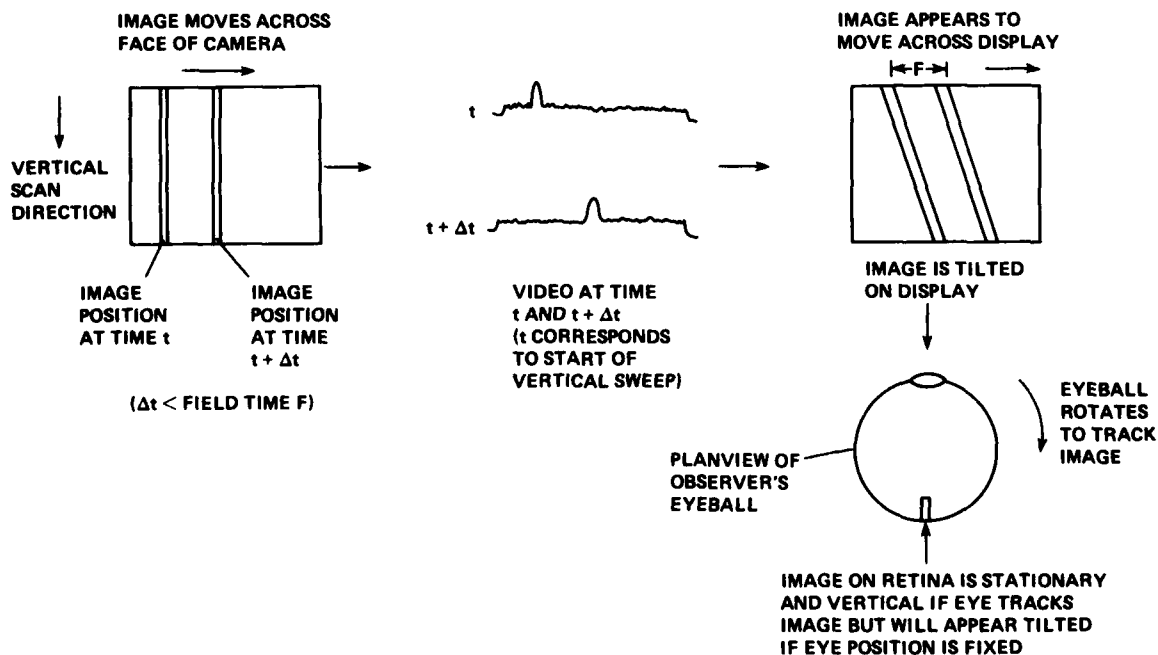 IMAGE MOVES ACROSS
FACE OF CAMERA
VERTICAL
SCAN
DIRECTION
IMAGE
POSITION
AT TIME t
IMAGE
POSITION
AT TIME
t + Δt
(Δt < FIELD TIME F)
t
t + Δt
VIDEO AT TIME
t AND t + Δt
(t CORRESPONDS
TO START OF
VERTICAL SWEEP)
IMAGE APPEARS TO
MOVE ACROSS DISPLAY
F
IMAGE IS TILTED
ON DISPLAY
EYEBALL
ROTATES
TO TRACK
IMAGE
PLANVIEW OF
OBSERVER'S
EYEBALL
IMAGE ON RETINA IS STATIONARY
AND VERTICAL IF EYE TRACKS
IMAGE BUT WILL APPEAR TILTED
IF EYE POSITION IS FIXED